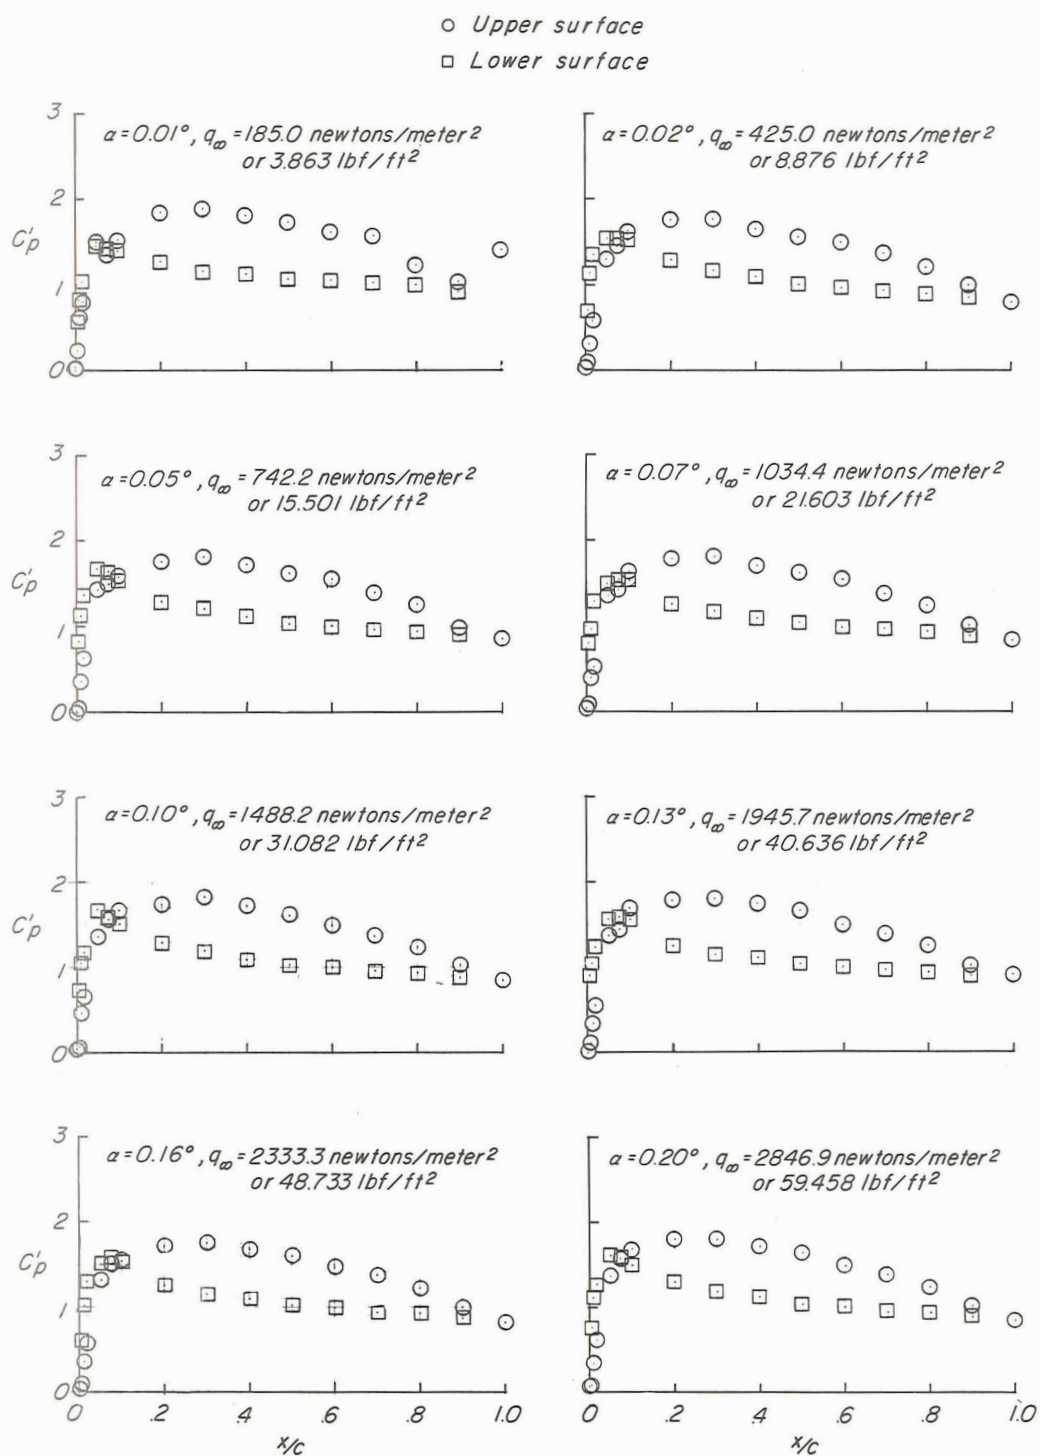 ○ Upper surface
□ Lower surface
3
2
C'p
1
0
α = 0.01°, q∞ = 185.0 newtons/meter²
or 3.863 lbf/ft²
α = 0.02°, q∞ = 425.0 newtons/meter²
or 8.876 lbf/ft²
3
2
C'p
1
0
α = 0.05°, q∞ = 742.2 newtons/meter²
or 15.501 lbf/ft²
α = 0.07°, q∞ = 1034.4 newtons/meter²
or 21.603 lbf/ft²
3
2
C'p
1
0
α = 0.10°, q∞ = 1488.2 newtons/meter²
or 31.082 lbf/ft²
α = 0.13°, q∞ = 1945.7 newtons/meter²
or 40.636 lbf/ft²
3
2
C'p
1
0
α = 0.16°, q∞ = 2333.3 newtons/meter²
or 48.733 lbf/ft²
α = 0.20°, q∞ = 2846.9 newtons/meter²
or 59.458 lbf/ft²
0 .2 .4 .6 .8 1.0
x/c
0 .2 .4 .6 .8 1.0
x/c